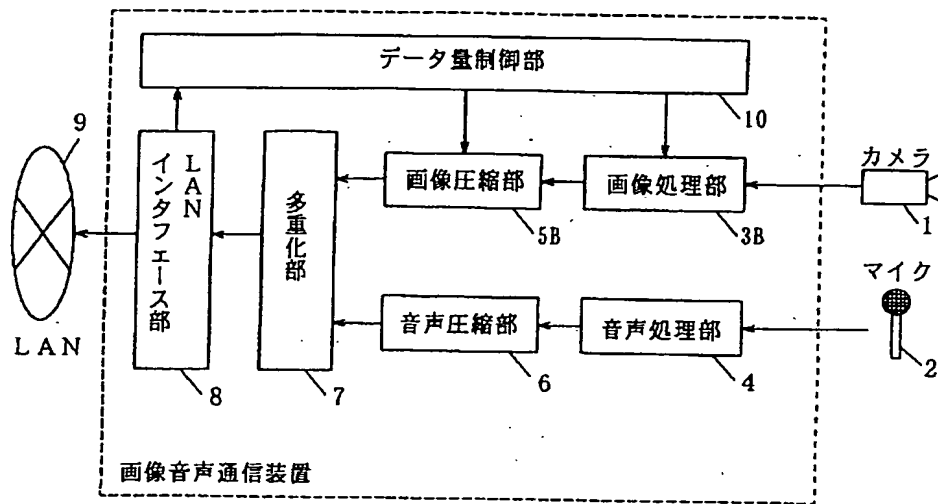 データ量制御部
10
9
LAN
インタフェース部
多重化部
画像圧縮部
画像処理部
カメラ
5B
3B
1
マイク
音声圧縮部
音声処理部
LAN
8
7
6
4
2
画像音声通信装置